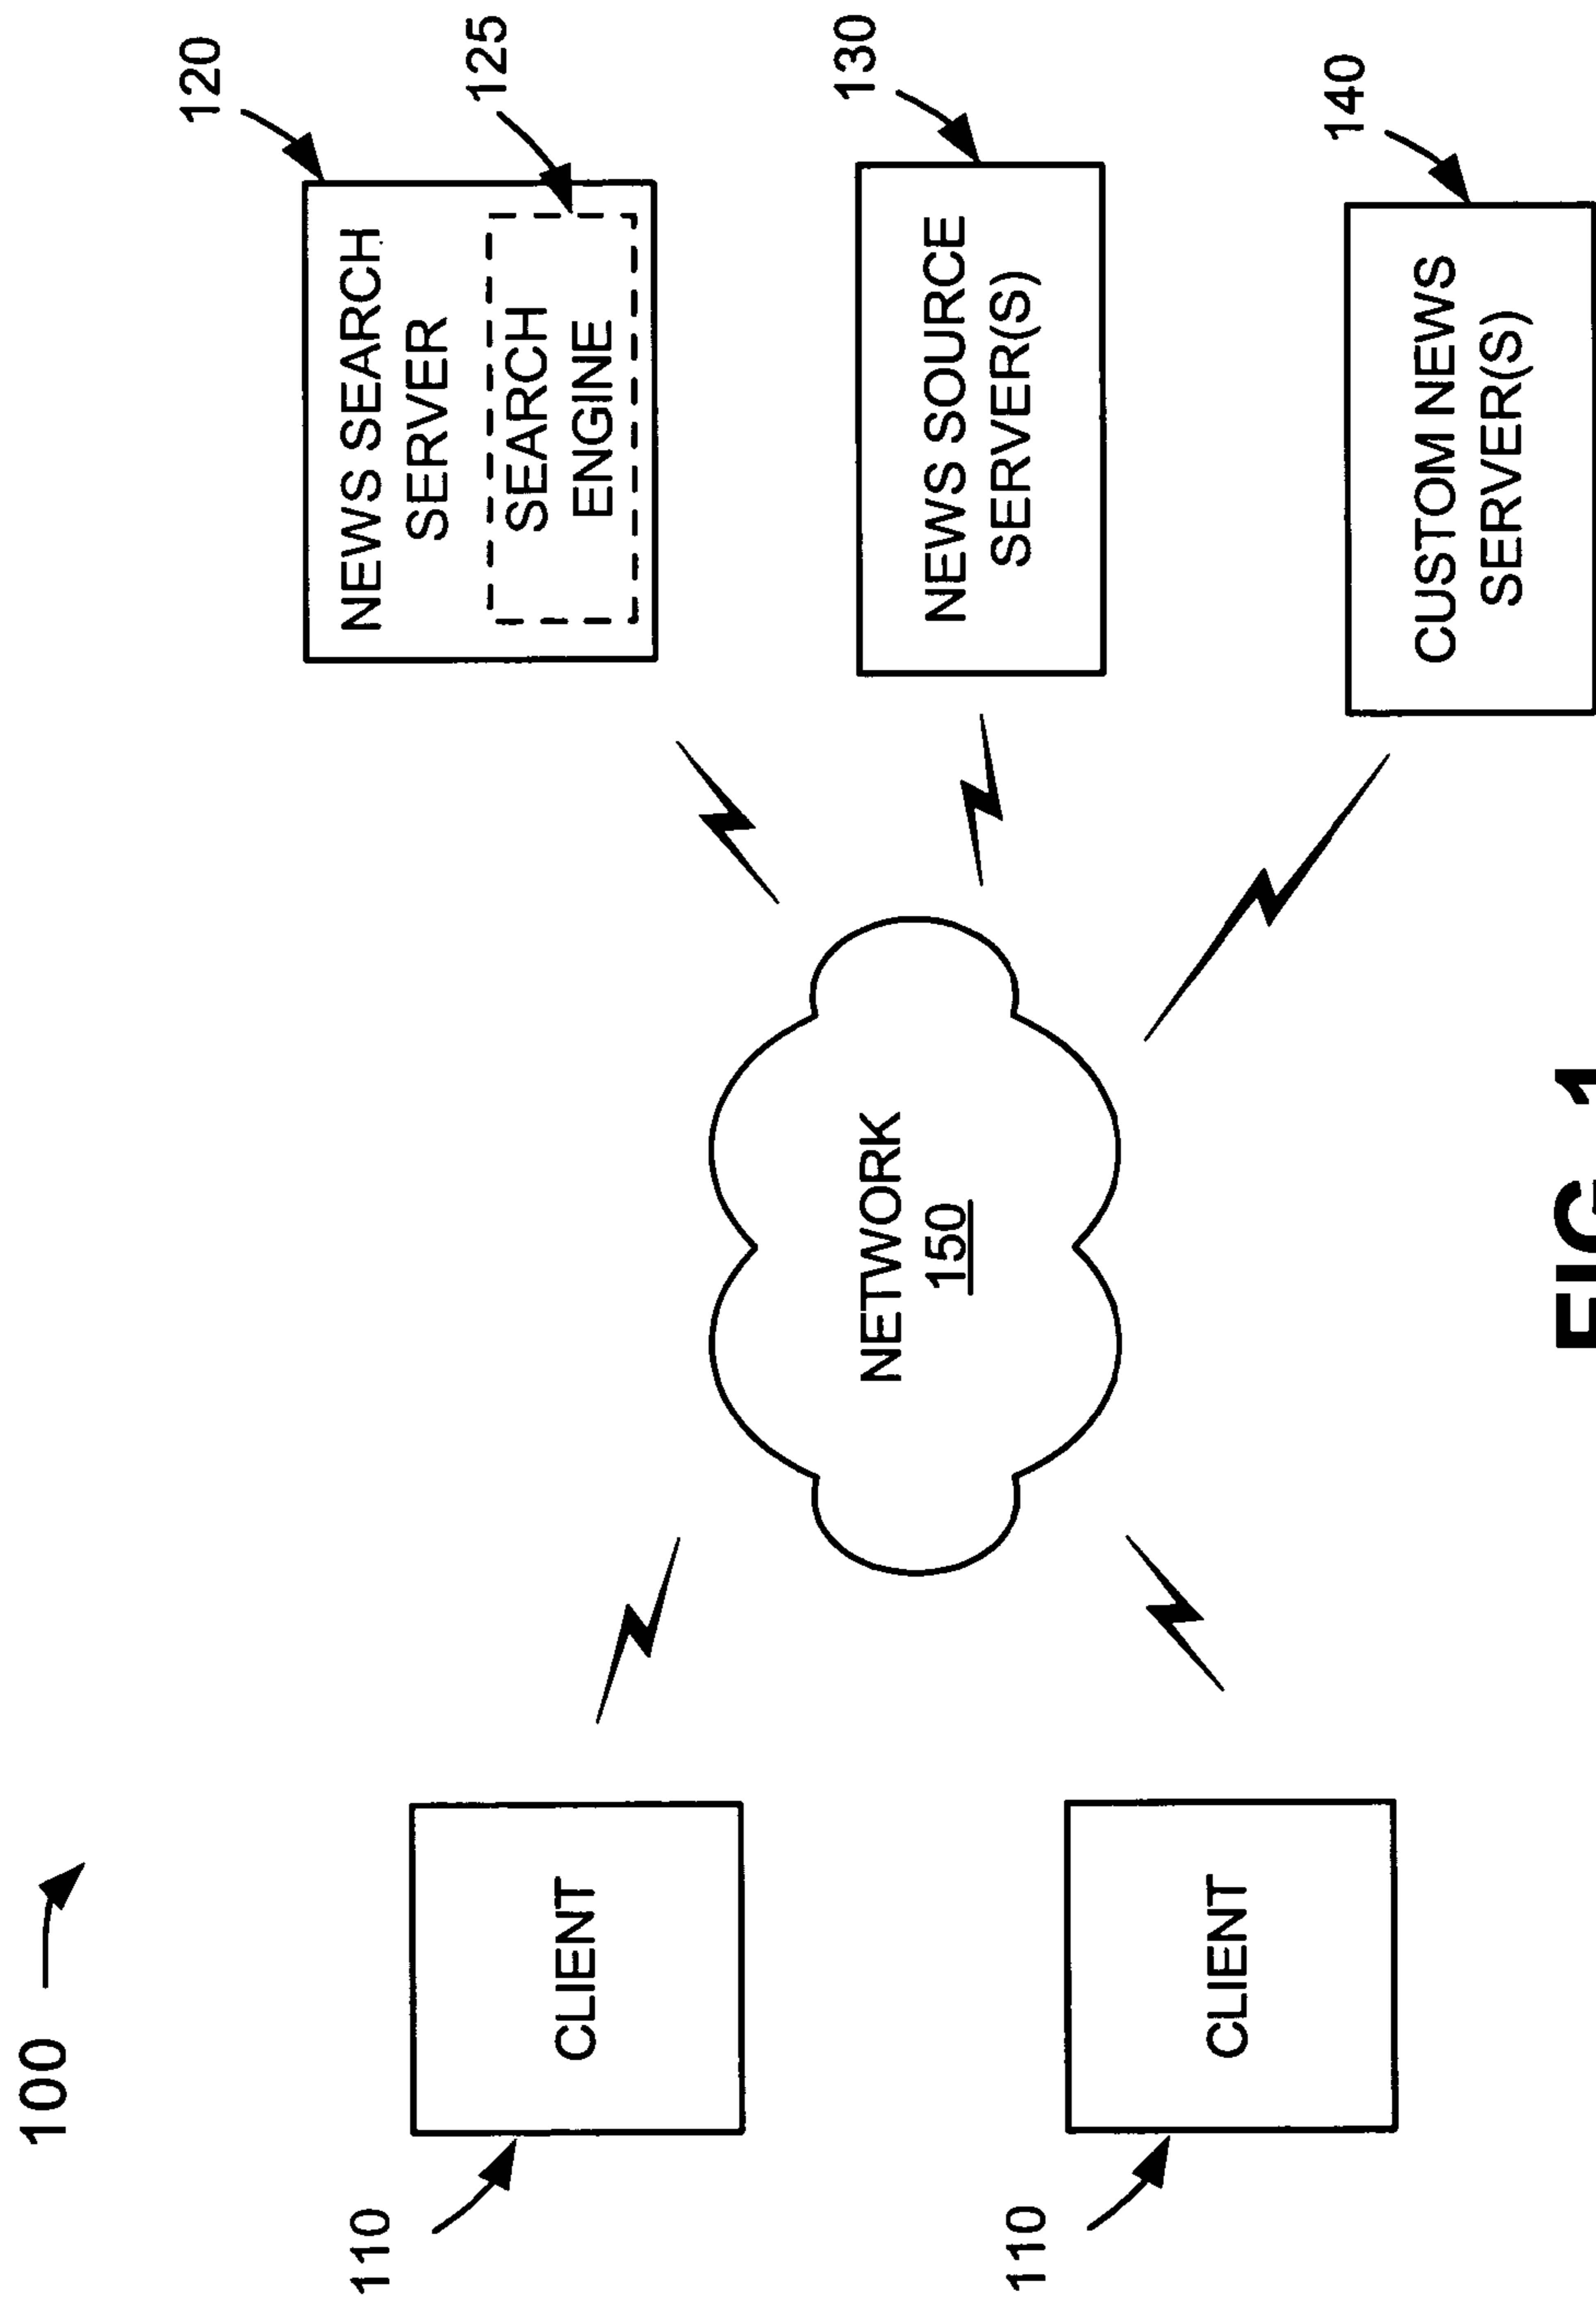 100
110
CLIENT
110
CLIENT
NETWORK
150
120
NEWS SEARCH
SERVER
125
SEARCH
ENGINE
130
NEWS SOURCE
SERVER(S)
140
CUSTOM NEWS
SERVER(S)
FIG. 1